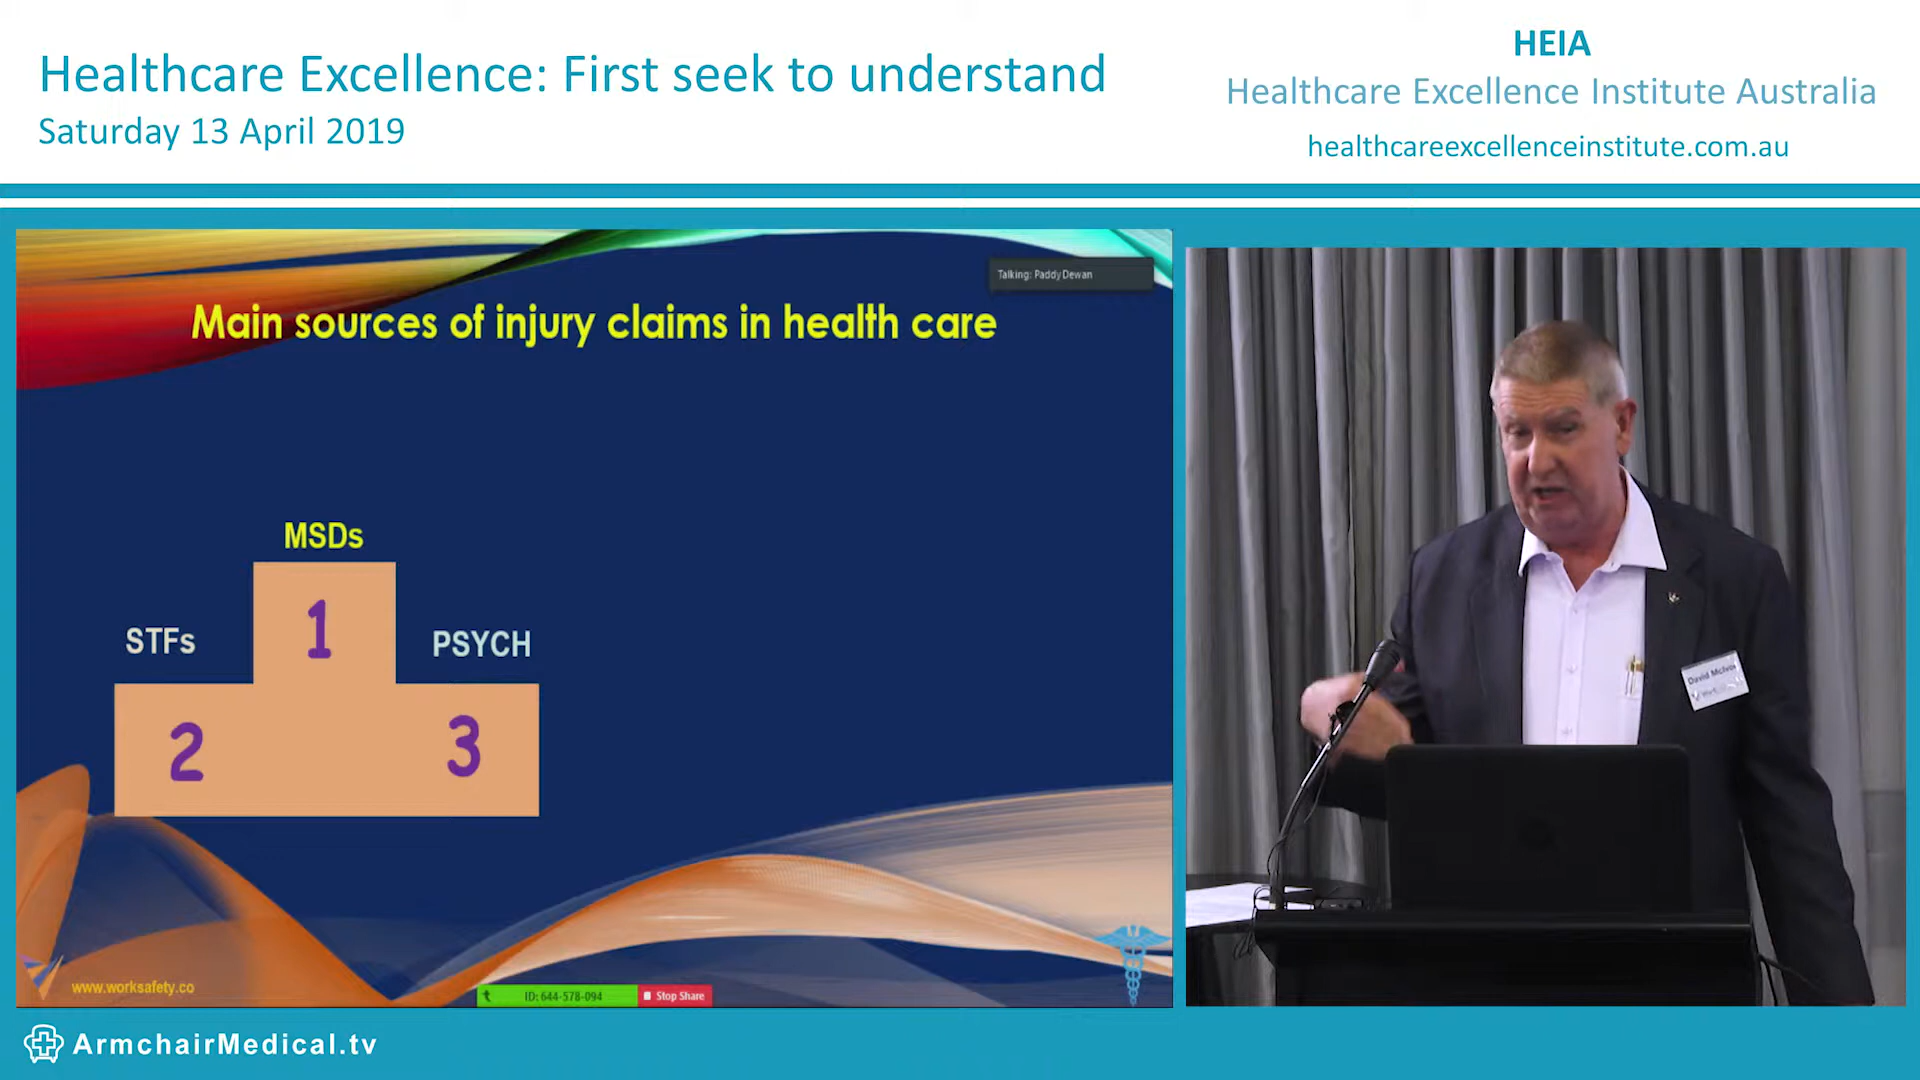 Healthcare Excellence: First seek to understand
Saturday 13 April 2019
HEIA
Healthcare Excellence Institute Australia
healthcareexcellenceinstitute.com.au
Talking: Paddy Dewan
Main sources of injury claims in health care
MSDs
1
STFs
PSYCH
2
3
www.worksafety.co
ID: 644-578-094
Stop Share
David McIvor
ArmchairMedical.tv